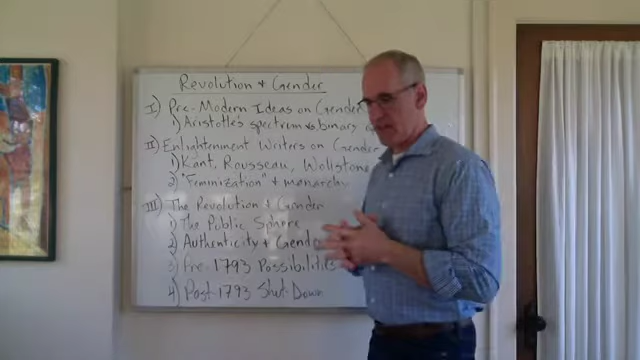 Revolution & Gender
I) Pre-Modern Ideas on Gender
1) Aristotle's spectrum vs binary
II) Enlightenment Writers on Gender
1) Kant, Rousseau, Wollstone
2) "Feminization" & monarchy
III) The Revolution & Gender
1) The Public Sphere
2) Authenticity & Gend
3) Pre-1793 Possibilities
4) Post-1793 Shut-Down